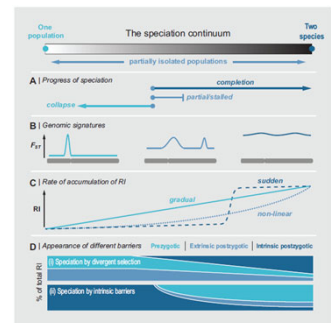 One population
The speciation continuum
Two species
partially isolated populations
A | Progress of speciation
completion
partial/stalled
collapse
B | Genomic signatures
FST
C | Rate of accumulation of RI
sudden
gradual
RI
non-linear
D | Appearance of different barriers
Prezygotic | Extrinsic postzygotic | Intrinsic postzygotic
(i) Speciation by divergent selection
% of total RI
(ii) Speciation by intrinsic barriers